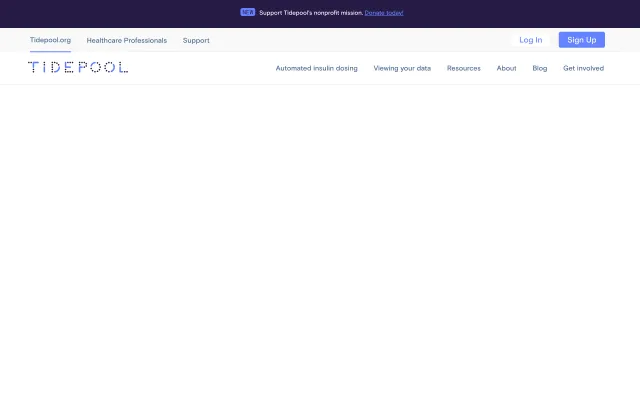 NEW Support Tidepool's nonprofit mission. Donate today!
Tidepool.org Healthcare Professionals Support Log In Sign Up
TIDEPOOL Automated insulin dosing Viewing your data Resources About Blog Get involved